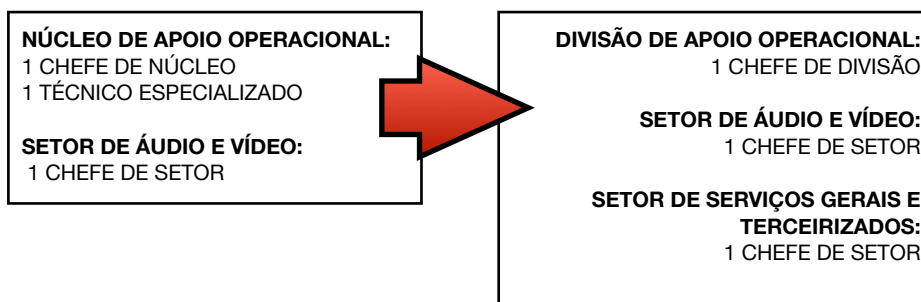 NÚCLEO DE APOIO OPERACIONAL:
1 CHEFE DE NÚCLEO
1 TÉCNICO ESPECIALIZADO
SETOR DE ÁUDIO E VÍDEO:
1 CHEFE DE SETOR
DIVISÃO DE APOIO OPERACIONAL:
1 CHEFE DE DIVISÃO
SETOR DE ÁUDIO E VÍDEO:
1 CHEFE DE SETOR
SETOR DE SERVIÇOS GERAIS E
TERCEIRIZADOS:
1 CHEFE DE SETOR